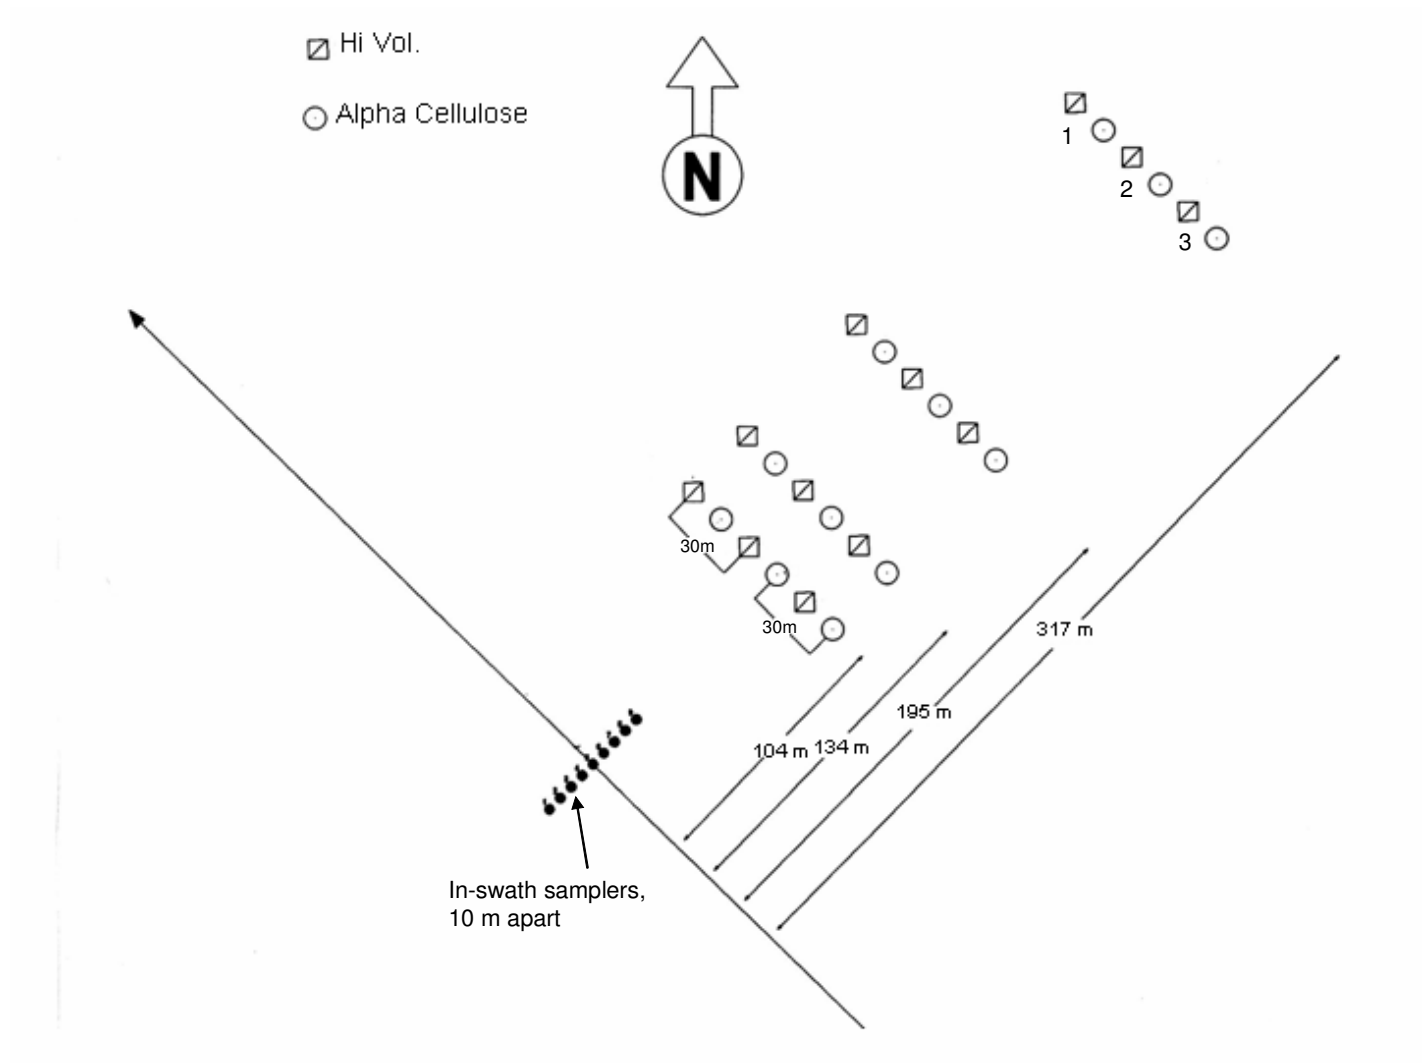 Hi Vol.
Alpha Cellulose
N
1
2
3
30m
30m
317 m
195 m
104 m
134 m
In-swath samplers,
10 m apart